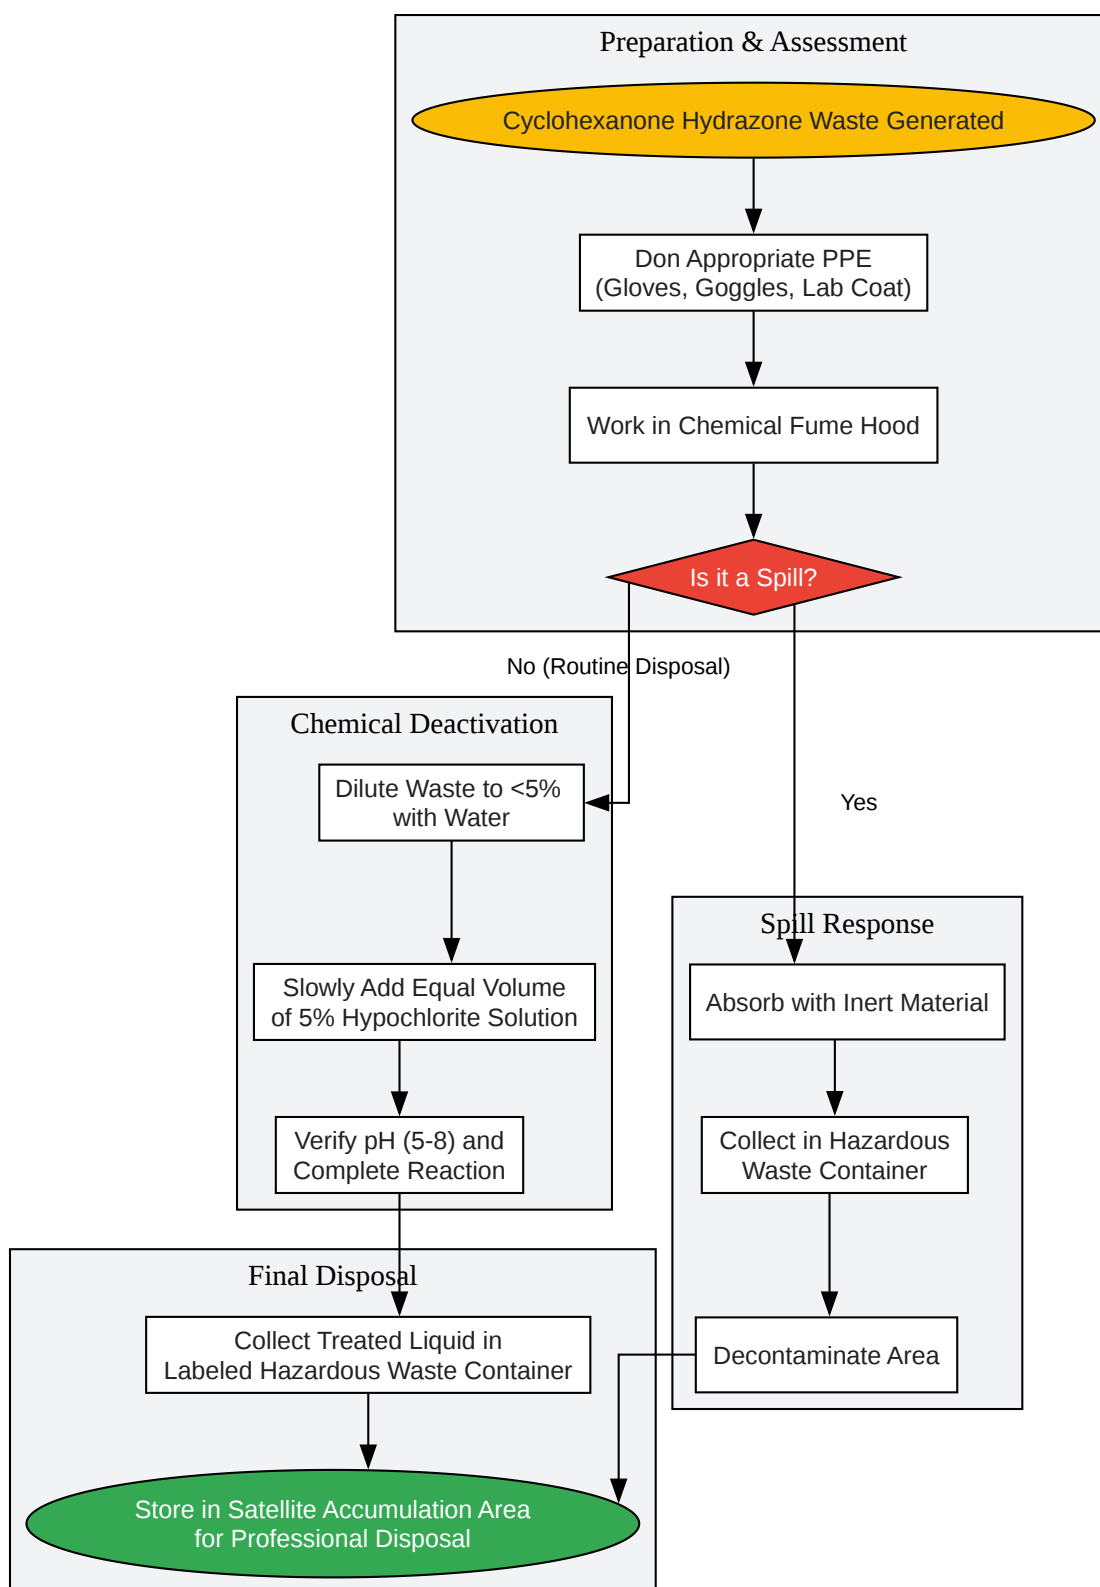 Preparation & Assessment
Cyclohexanone Hydrazone Waste Generated
Don Appropriate PPE
(Gloves, Goggles, Lab Coat)
Work in Chemical Fume Hood
Is it a Spill?
No (Routine Disposal)
Yes
Chemical Deactivation
Dilute Waste to <5%
with Water
Slowly Add Equal Volume
of 5% Hypochlorite Solution
Verify pH (5-8) and
Complete Reaction
Spill Response
Absorb with Inert Material
Collect in Hazardous
Waste Container
Decontaminate Area
Final Disposal
Collect Treated Liquid in
Labeled Hazardous Waste Container
Store in Satellite Accumulation Area
for Professional Disposal